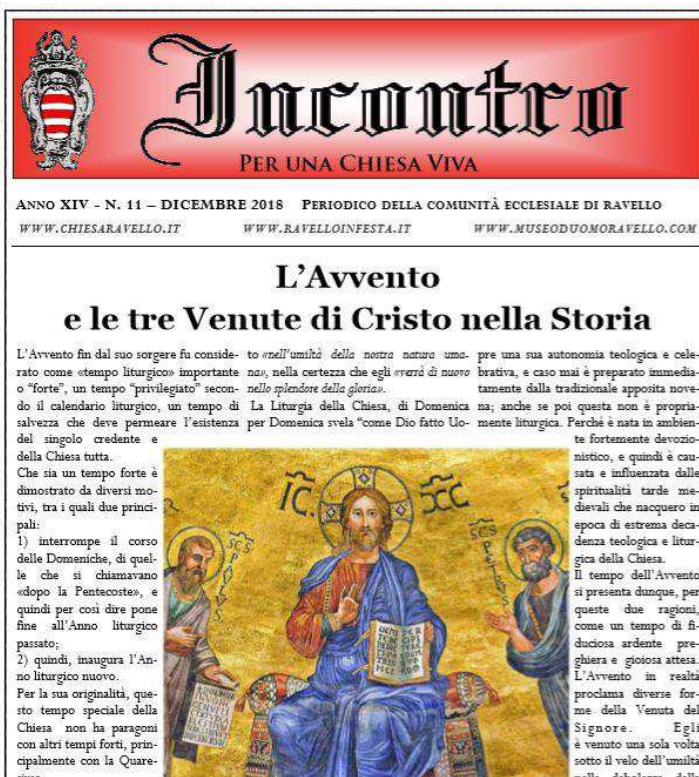 Incontro
PER UNA CHIESA VIVA
ANNO XIV - N. 11 – DICEMBRE 2018 PERIODICO DELLA COMUNITÀ ECCLESIALE DI RAVELLO
WWW.CHIESARAVELLO.IT WWW.RAVELLOINFESTA.IT WWW.MUSEODUOMORAVELLO.COM
L'Avvento
e le tre Venute di Cristo nella Storia
L'Avvento fin dal suo sorgere fu conside-
rato come «tempo liturgico» importante
o "forte", un tempo "privilegiato" secon-
do il calendario liturgico, un tempo di
salvezza che deve permeare l'esistenza
del singolo credente e
della Chiesa tutta.
Che sia un tempo forte è
dimostrato da diversi mo-
tivi, tra i quali due princi-
pali:
1) interrompe il corso
delle Domeniche, di quel-
le che si chiamavano
«dopo la Pentecoste», e
quindi per così dire pone
fine all'Anno liturgico
passato;
2) quindi, inaugura l'An-
no liturgico nuovo.
Per la sua originalità, que-
sto tempo speciale della
Chiesa non ha paragoni
con altri tempi forti, prin-
cipalmente con la Quare-
to «nell'umiltà della nostra natura uma-
na», nella certezza che egli «verrà di nuovo
nello splendore della gloria».
La Liturgia della Chiesa, di Domenica
per Domenica svela "come Dio fatto Uo-
IC. XCC
SCS PAVLVS
SCS PETRVS
pre una sua autonomia teologica e cele-
brativa, e caso mai è preparato immedia-
tamente dalla tradizionale apposita nove-
na; anche se poi questa non è propria-
mente liturgica. Perché è nata in ambien-
te fortemente devozio-
nistico, e quindi è cau-
sata e influenzata dalle
spiritualità tarde me-
dievali che nacquero in
epoca di estrema deca-
denza teologica e litur-
gica della Chiesa.
Il tempo dell'Avvento
si presenta dunque, per
queste due ragioni,
come un tempo di fi-
duciosa ardente pre-
ghiera e gioiosa attesa.
L'Avvento in realtà
proclama diverse for-
me della Venuta del
Signore. Egli
è venuto una sola volta
sotto il velo dell'umiltà